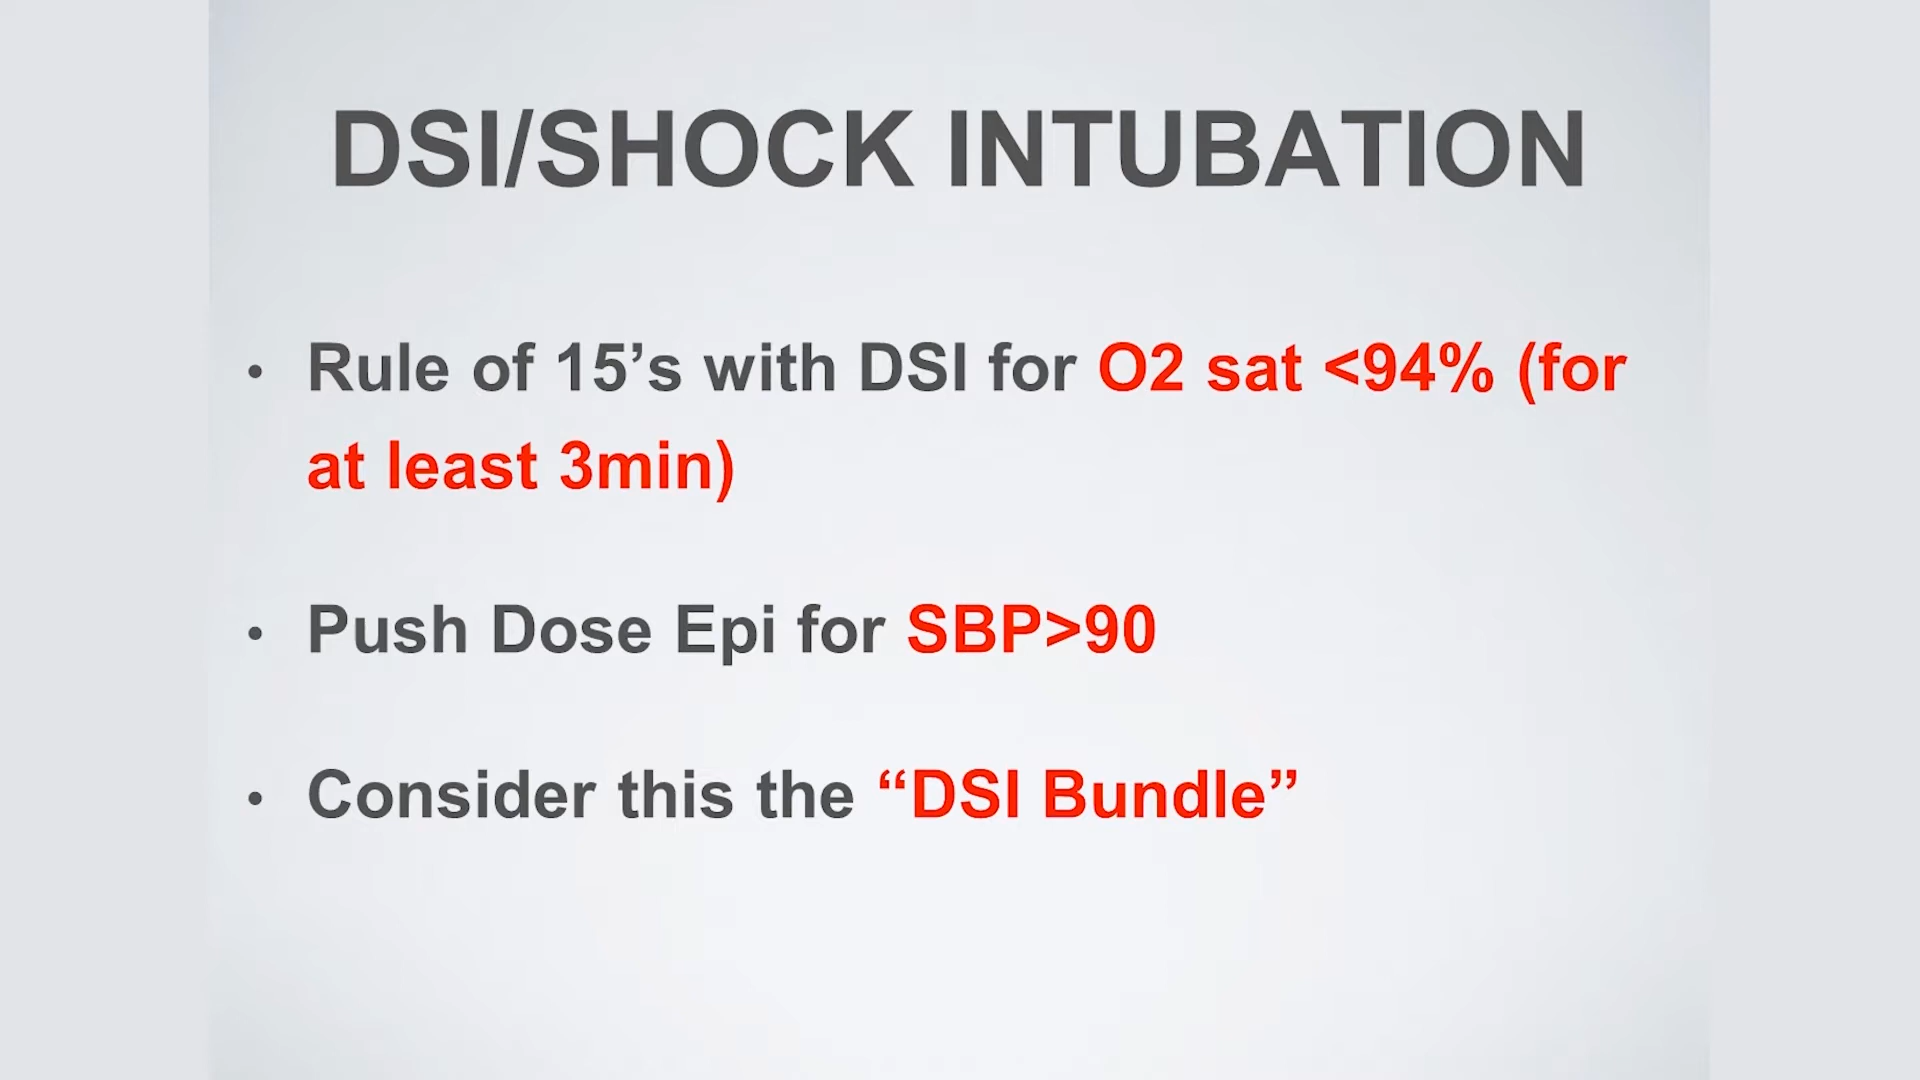 DSI/SHOCK INTUBATION
• Rule of 15’s with DSI for O2 sat <94% (for
at least 3min)
• Push Dose Epi for SBP>90
• Consider this the “DSI Bundle”